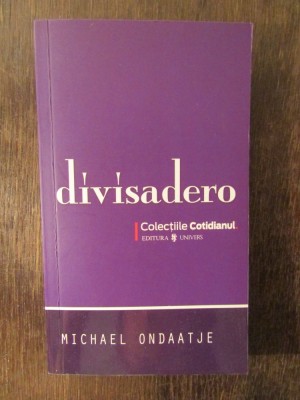 divisadero
Colecțiile Cotidianul
EDITURA UNIVERS
MICHAEL ONDAATJE